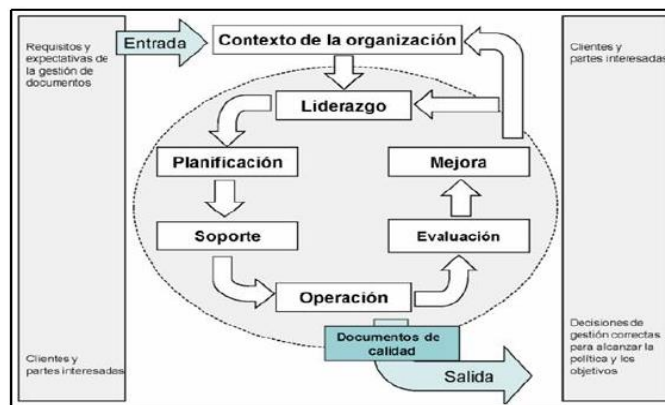 Requisitos y
expectativas de
la gestión de
documentos
Entrada
Contexto de la organización
Clientes y
partes interesadas
Liderazgo
Planificación
Mejora
Soporte
Evaluación
Operación
Documentos de
calidad
Salida
Clientes y
partes interesadas
Decisiones de
gestión correctas
para alcanzar la
política y los
objetivos